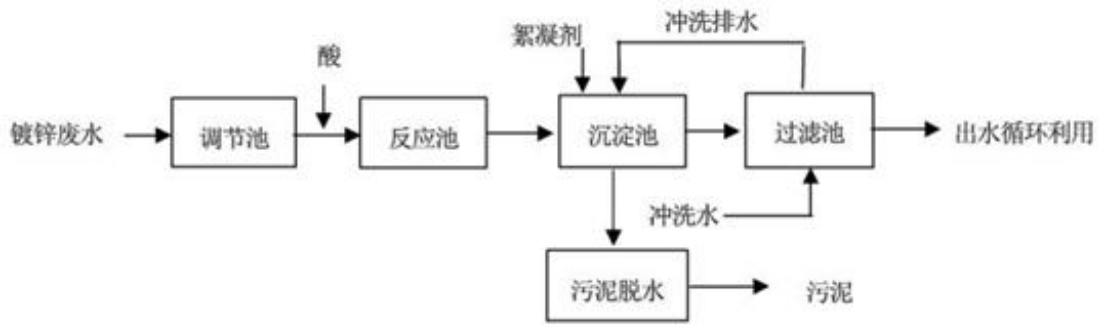 冲洗排水
絮凝剂
酸
镀锌废水
调节池
反应池
沉淀池
过滤池
出水循环利用
冲洗水
污泥脱水
污泥